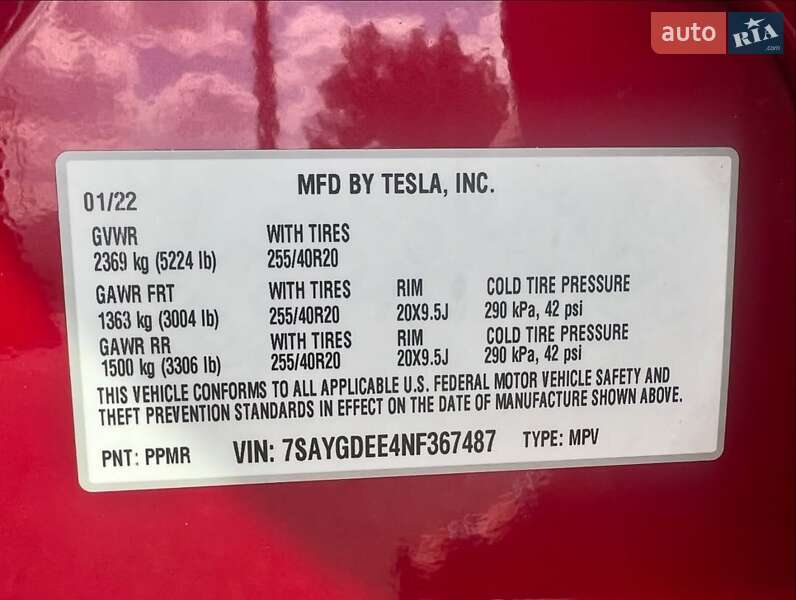 auto RIA .com
MFD BY TESLA, INC.
01/22
GVWR WITH TIRES
2369 kg (5224 lb) 255/40R20
GAWR FRT WITH TIRES RIM COLD TIRE PRESSURE
1363 kg (3004 lb) 255/40R20 20X9.5J 290 kPa, 42 psi
GAWR RR WITH TIRES RIM COLD TIRE PRESSURE
1500 kg (3306 lb) 255/40R20 20X9.5J 290 kPa, 42 psi
THIS VEHICLE CONFORMS TO ALL APPLICABLE U.S. FEDERAL MOTOR VEHICLE SAFETY AND
THEFT PREVENTION STANDARDS IN EFFECT ON THE DATE OF MANUFACTURE SHOWN ABOVE.
PNT: PPMR VIN: 7SAYGDEE4NF367487 TYPE: MPV